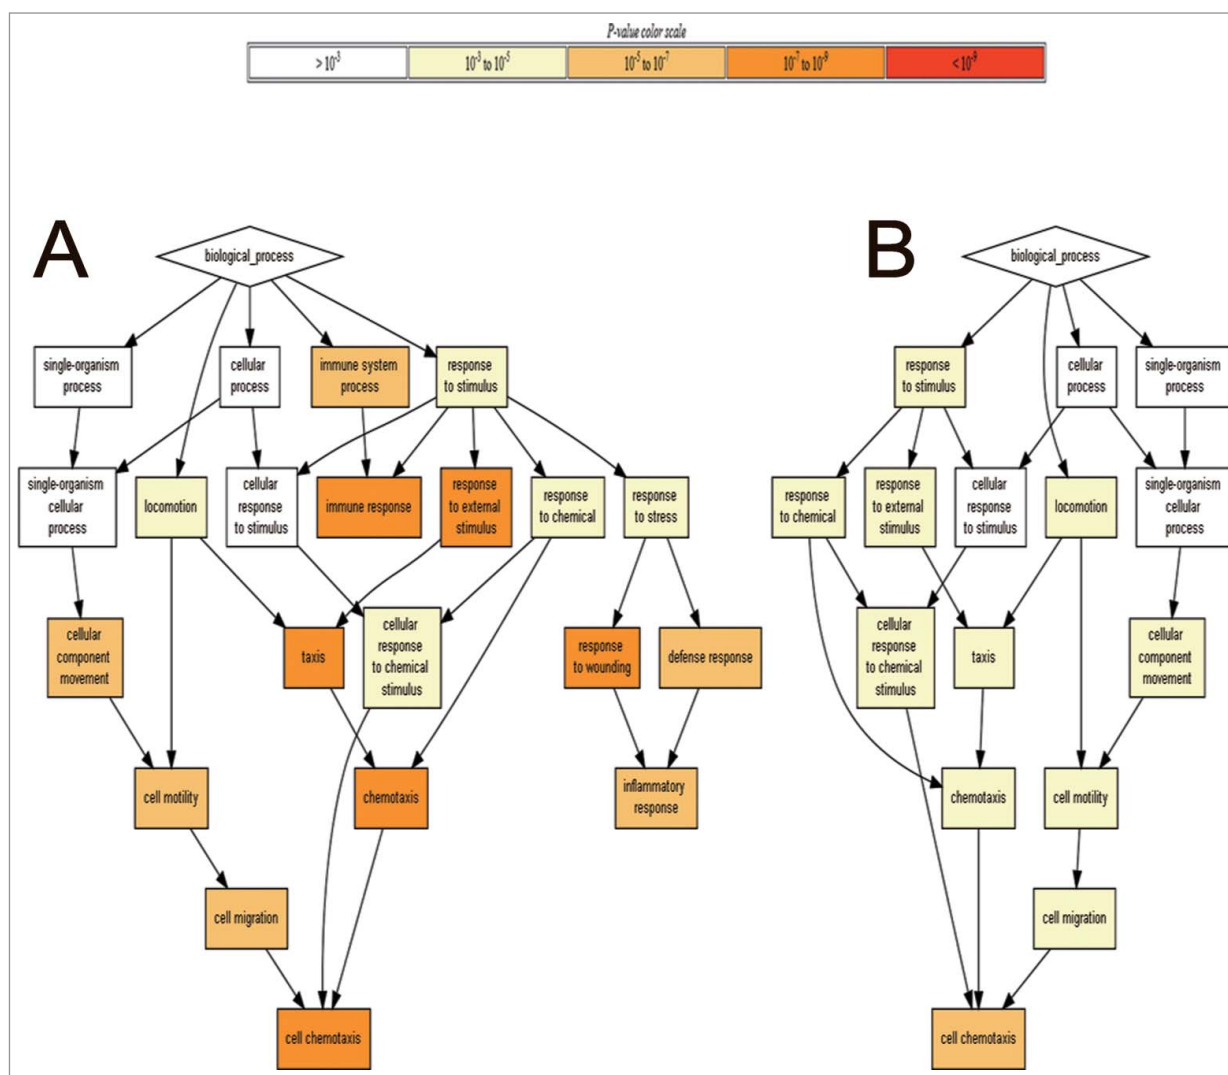 P-value color scale
> 10⁻³
10⁻³ to 10⁻⁵
10⁻⁵ to 10⁻⁷
10⁻⁷ to 10⁻⁹
< 10⁻⁹
A
biological_process
single-organism
process
cellular
process
immune system
process
response
to stimulus
single-organism
cellular
process
locomotion
cellular
response
to stimulus
immune response
response
to external
stimulus
response
to chemical
response
to stress
cellular
component
movement
taxis
cellular
response
to chemical
stimulus
response
to wounding
defense response
cell motility
chemotaxis
inflammatory
response
cell migration
cell chemotaxis
B
biological_process
response
to stimulus
cellular
process
single-organism
process
response
to chemical
response
to external
stimulus
cellular
response
to stimulus
locomotion
single-organism
cellular
process
cellular
response
to chemical
stimulus
taxis
cellular
component
movement
chemotaxis
cell motility
cell migration
cell chemotaxis